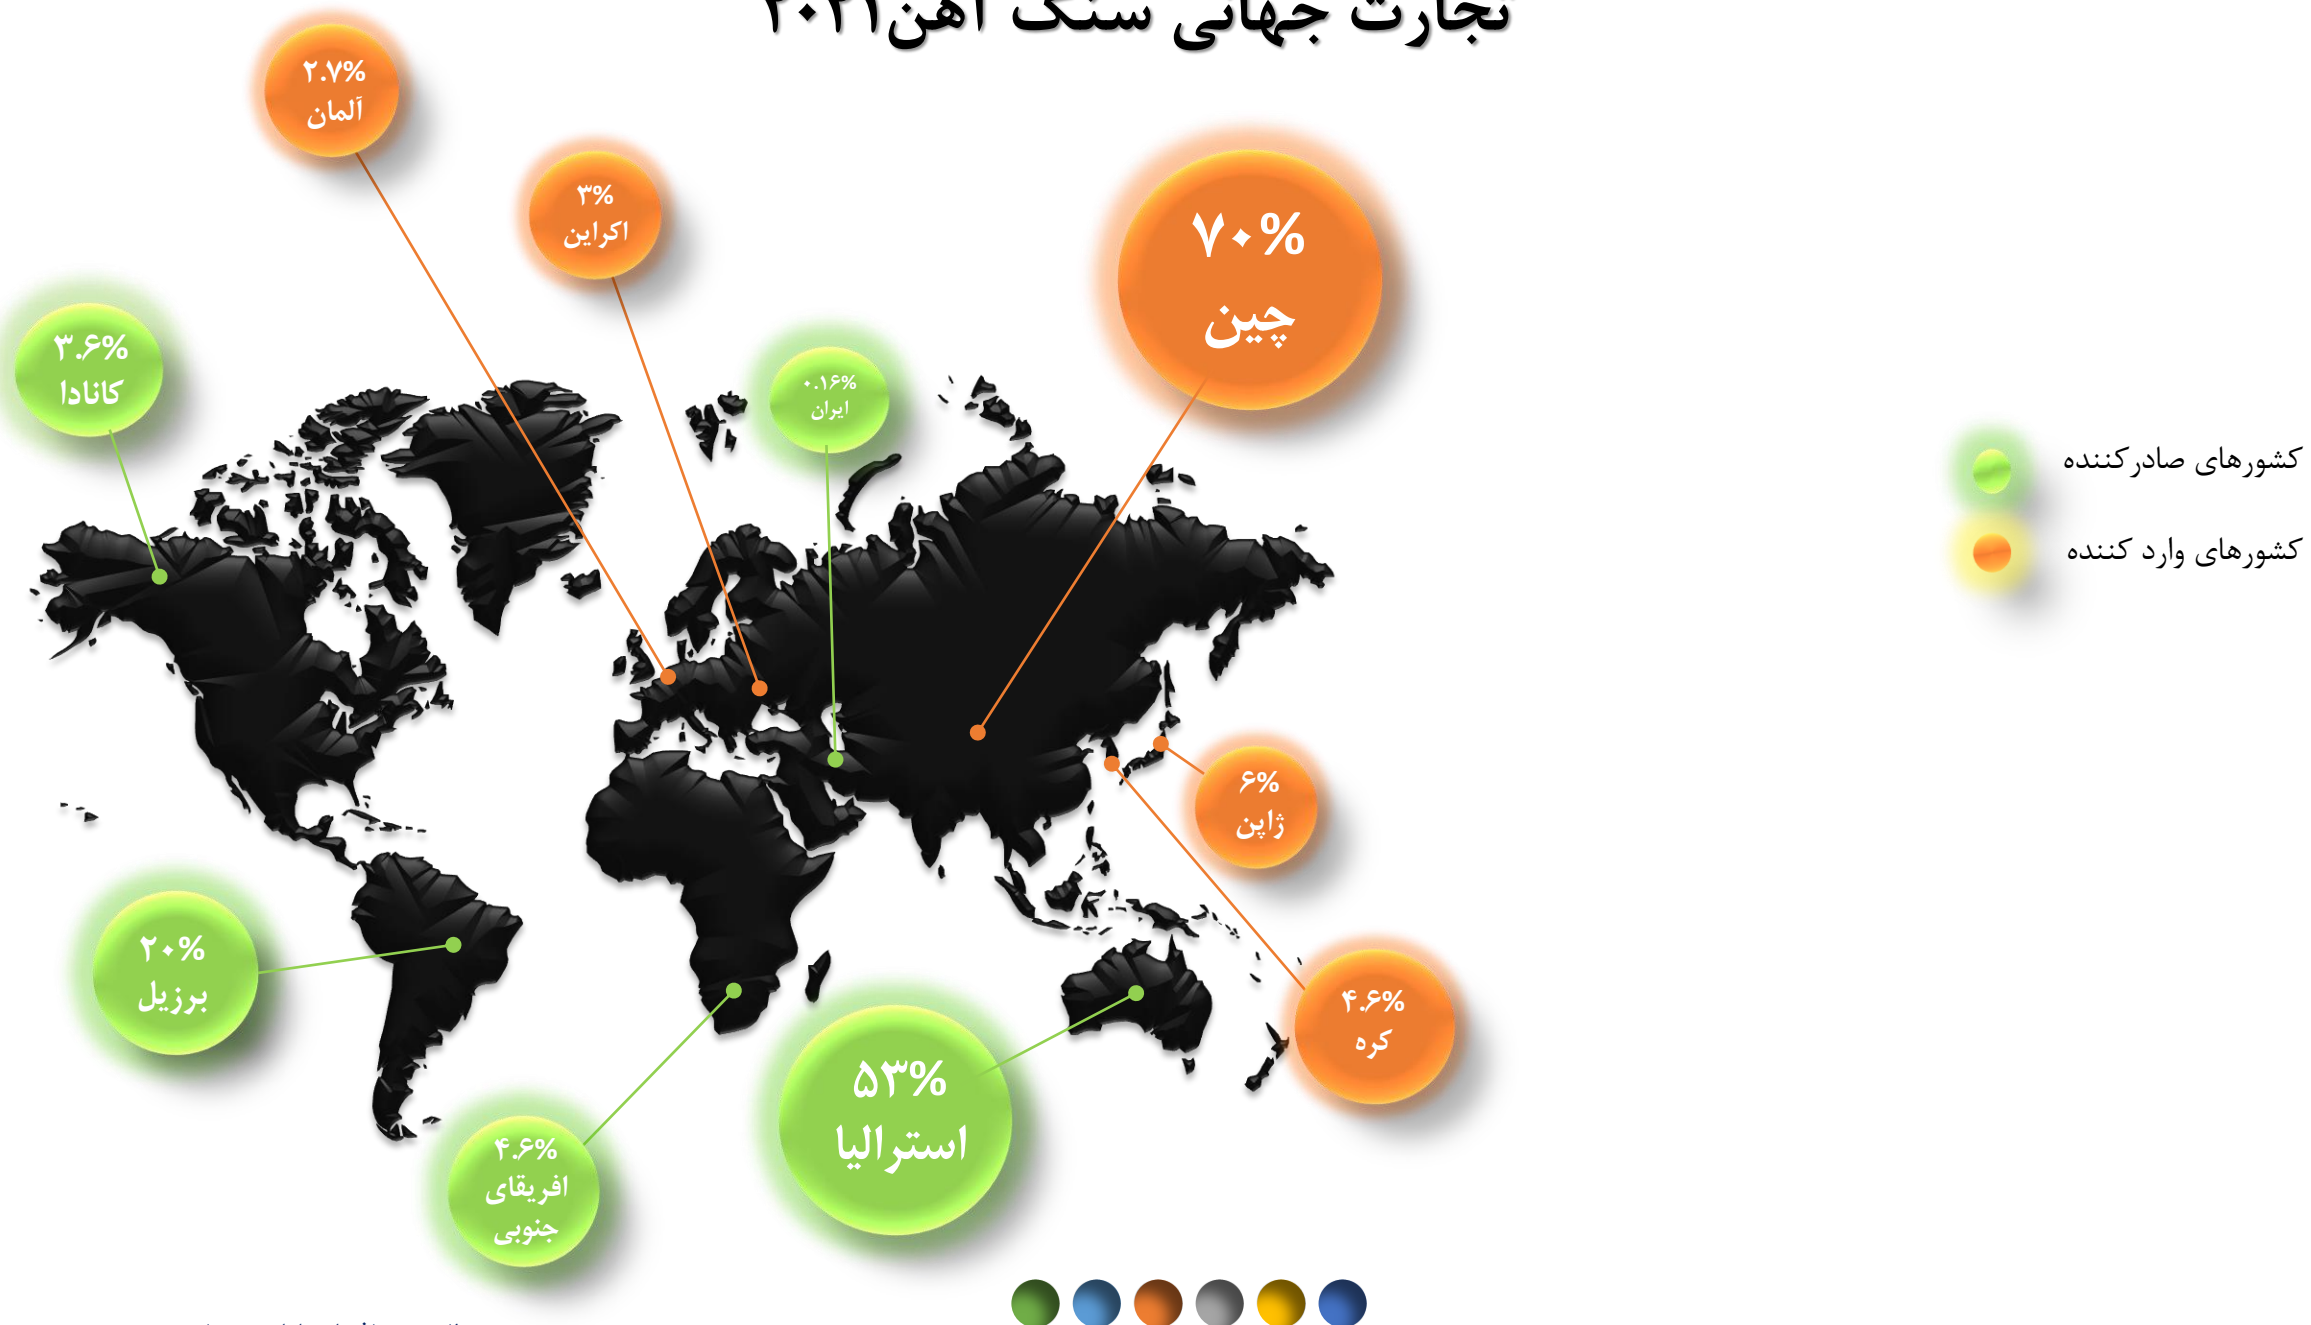 تجارت جهانی سنگ آهن۲۰۲۱
۲.۷%
آلمان
۳%
اکراین
۷۰%
چین
۳.۶%
کانادا
۰.۱۶%
ایران
کشورهای صادرکننده
کشورهای وارد کننده
۶%
ژاپن
۲۰%
برزیل
۴.۶%
کره
۵۳%
استرالیا
۴.۶%
افریقای
جنوبی